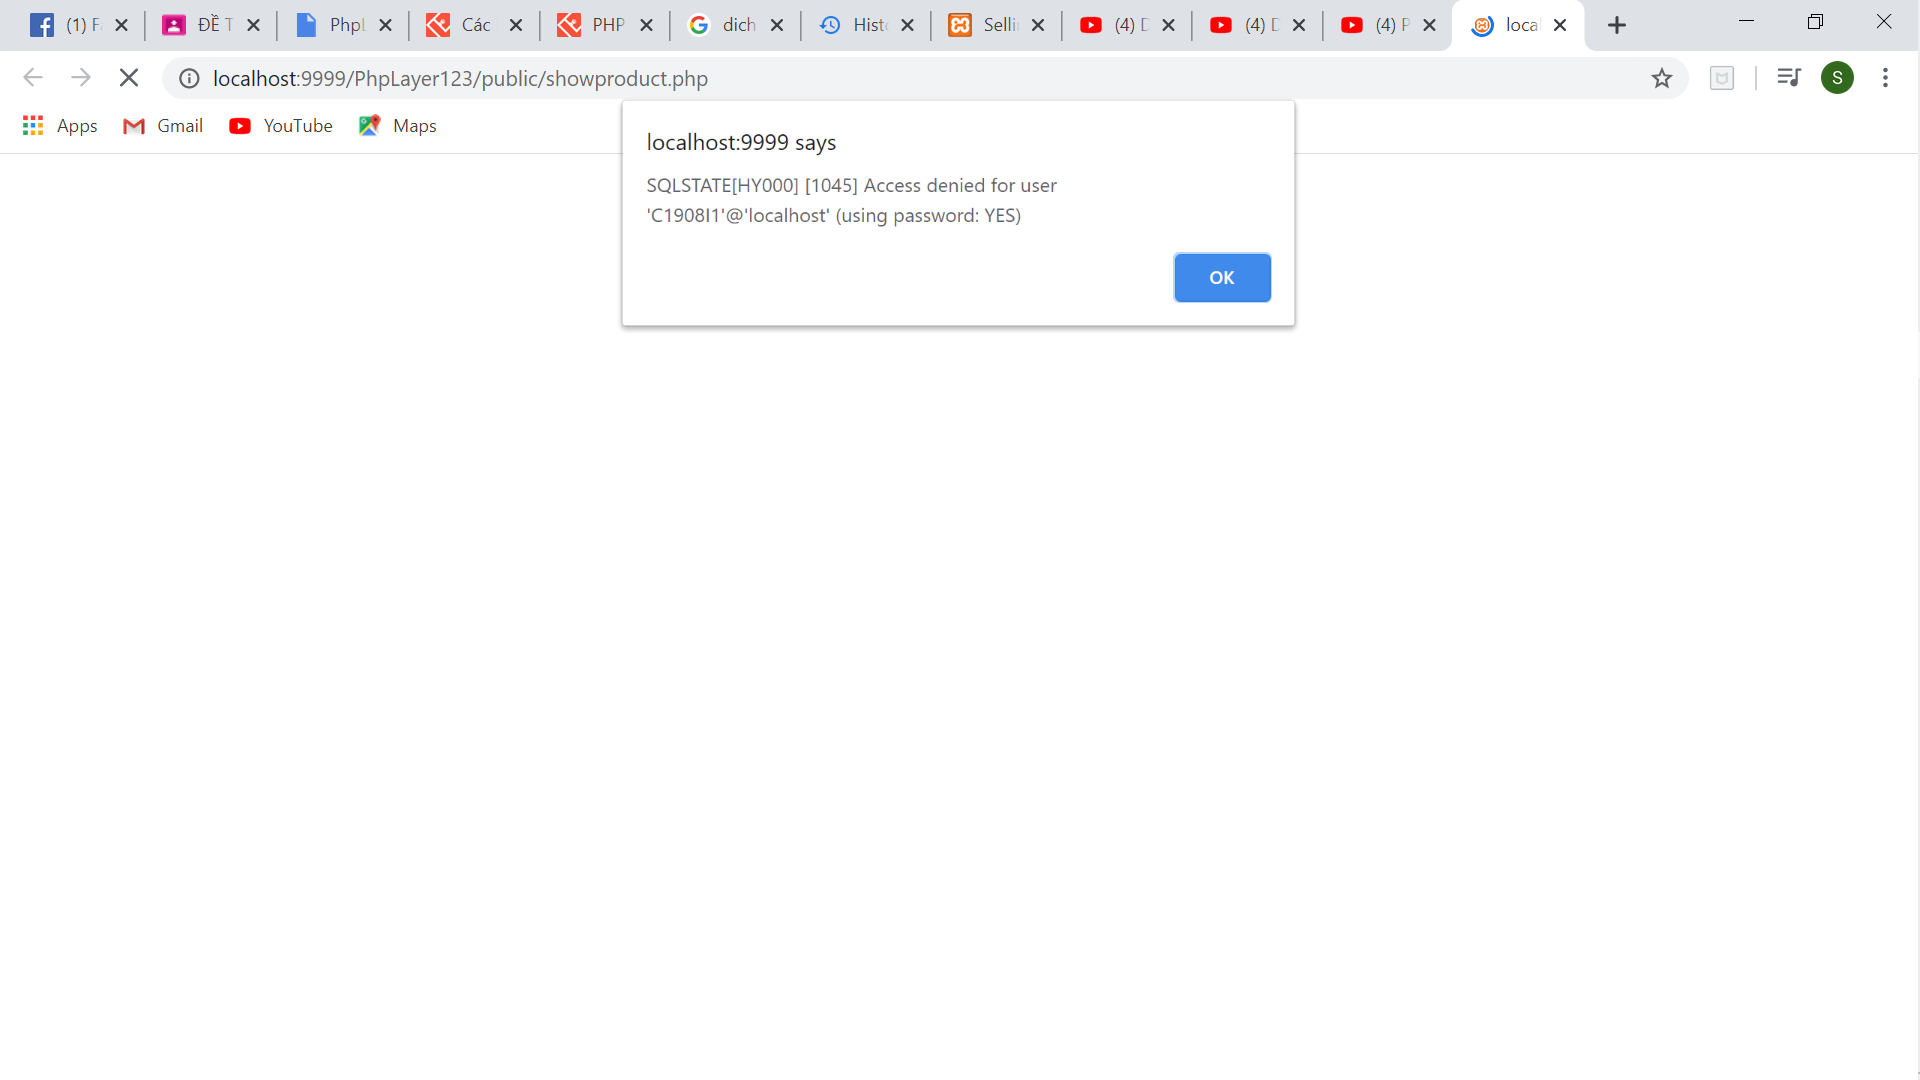 (1) F
ĐỀ T
Php
Các
PHP
dich
Hist
Selli
(4) D
(4) D
(4) P
local
localhost:9999/PhpLayer123/public/showproduct.php
S
Apps
Gmail
YouTube
Maps
localhost:9999 says
SQLSTATE[HY000] [1045] Access denied for user
'C1908I1'@'localhost' (using password: YES)
OK